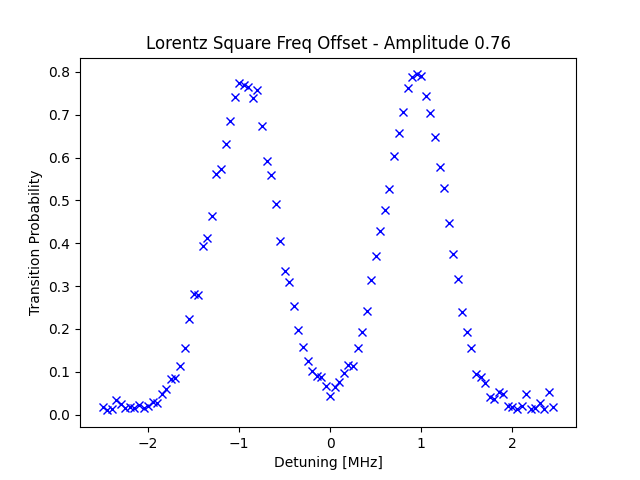 Lorentz Square Freq Offset - Amplitude 0.76
0.8
0.7
0.6
0.5
0.4
0.3
0.2
0.1
0.0
Transition Probability
−2 −1 0 1 2
Detuning [MHz]